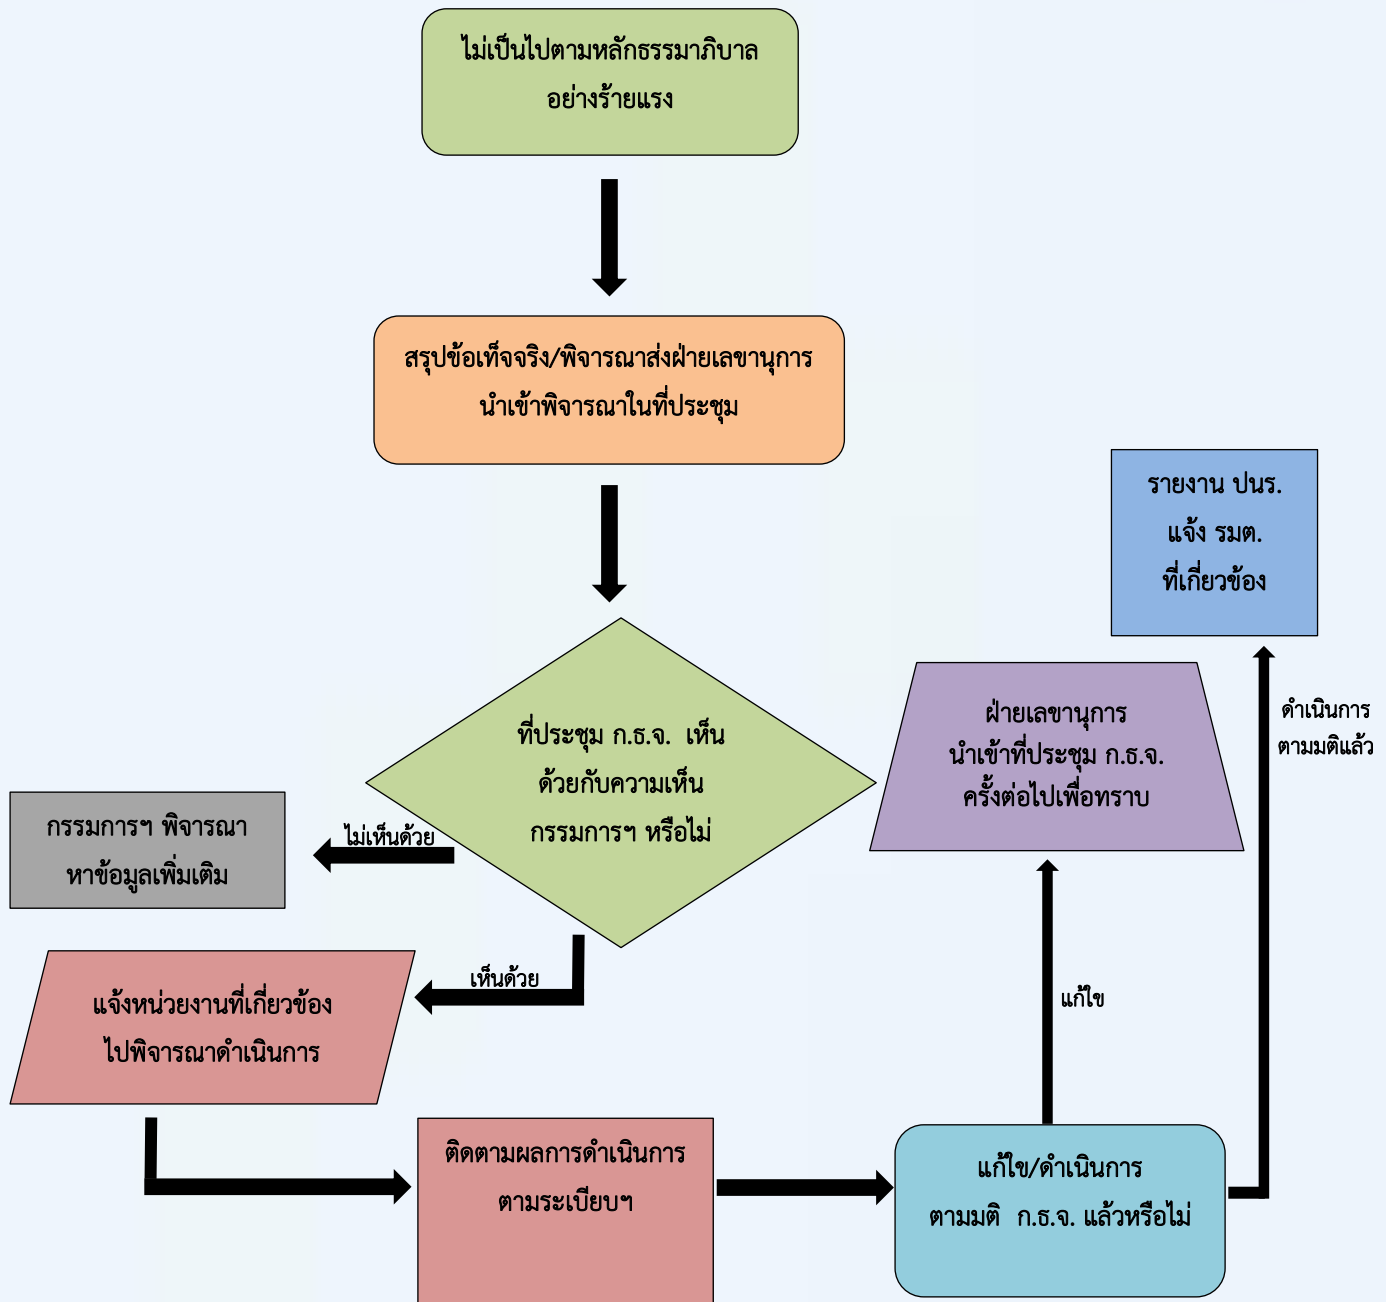 ไม่เป็นไปตามหลักธรรมาภิบาล
อย่างร้ายแรง
สรุปข้อเท็จจริง/พิจารณาส่งฝ่ายเลขานุการ
นำเข้าพิจารณาในที่ประชุม
รายงาน ปนร.
แจ้ง รมต.
ที่เกี่ยวข้อง
ที่ประชุม ก.ธ.จ. เห็น
ด้วยกับความเห็น
กรรมการฯ หรือไม่
ฝ่ายเลขานุการ
นำเข้าที่ประชุม ก.ธ.จ.
ครั้งต่อไปเพื่อทราบ
ดำเนินการ
ตามมติแล้ว
ไม่เห็นด้วย
กรรมการฯ พิจารณา
หาข้อมูลเพิ่มเติม
เห็นด้วย
แจ้งหน่วยงานที่เกี่ยวข้อง
ไปพิจารณาดำเนินการ
แก้ไข
ติดตามผลการดำเนินการ
ตามระเบียบฯ
แก้ไข/ดำเนินการ
ตามมติ ก.ธ.จ. แล้วหรือไม่